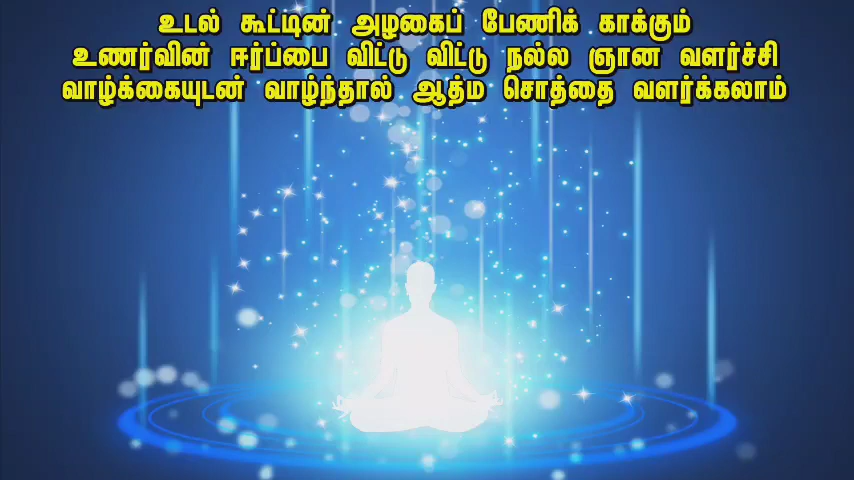 உடல் கூட்டின் அழகைப் பேணிக் காக்கும்
உணர்வின் ஈர்ப்பை விட்டு விட்டு நல்ல ஞான வளர்ச்சி
வாழ்க்கையுடன் வாழ்ந்தால் ஆத்ம சொத்தை வளர்க்கலாம்